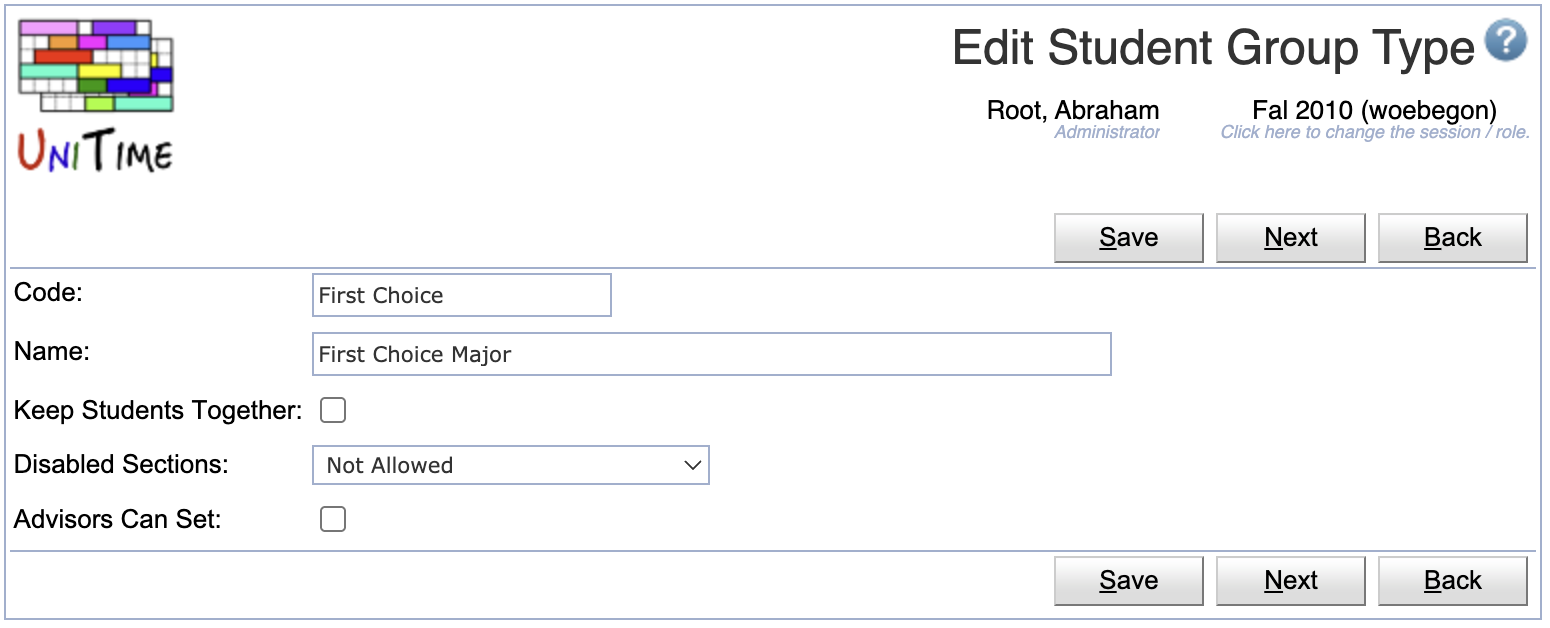 Edit Student Group Type ?
UNITIME
Root, Abraham Fal 2010 (woebegon)
Administrator Click here to change the session / role.
Save Next Back
Code: First Choice
Name: First Choice Major
Keep Students Together:
Disabled Sections: Not Allowed
Advisors Can Set:
Save Next Back